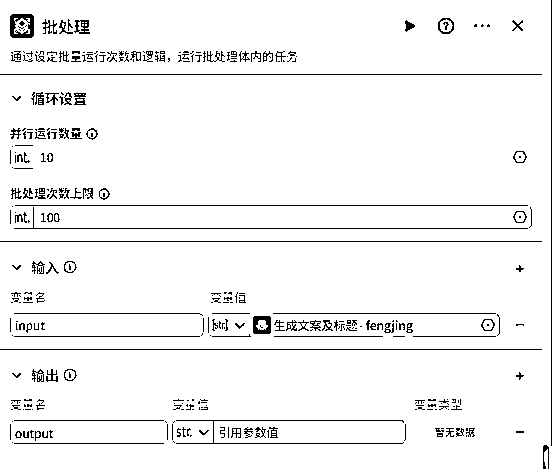 批处理
通过设定批量运行次数和逻辑，运行批处理体内的任务
循环设置
并行运行数量
int. 10
批处理次数上限
int. 100
输入
变量名 变量值
input [str] 生成文案及标题 - fengjing
输出
变量名 变量值 变量类型
output str. 引用参数值 暂无数据